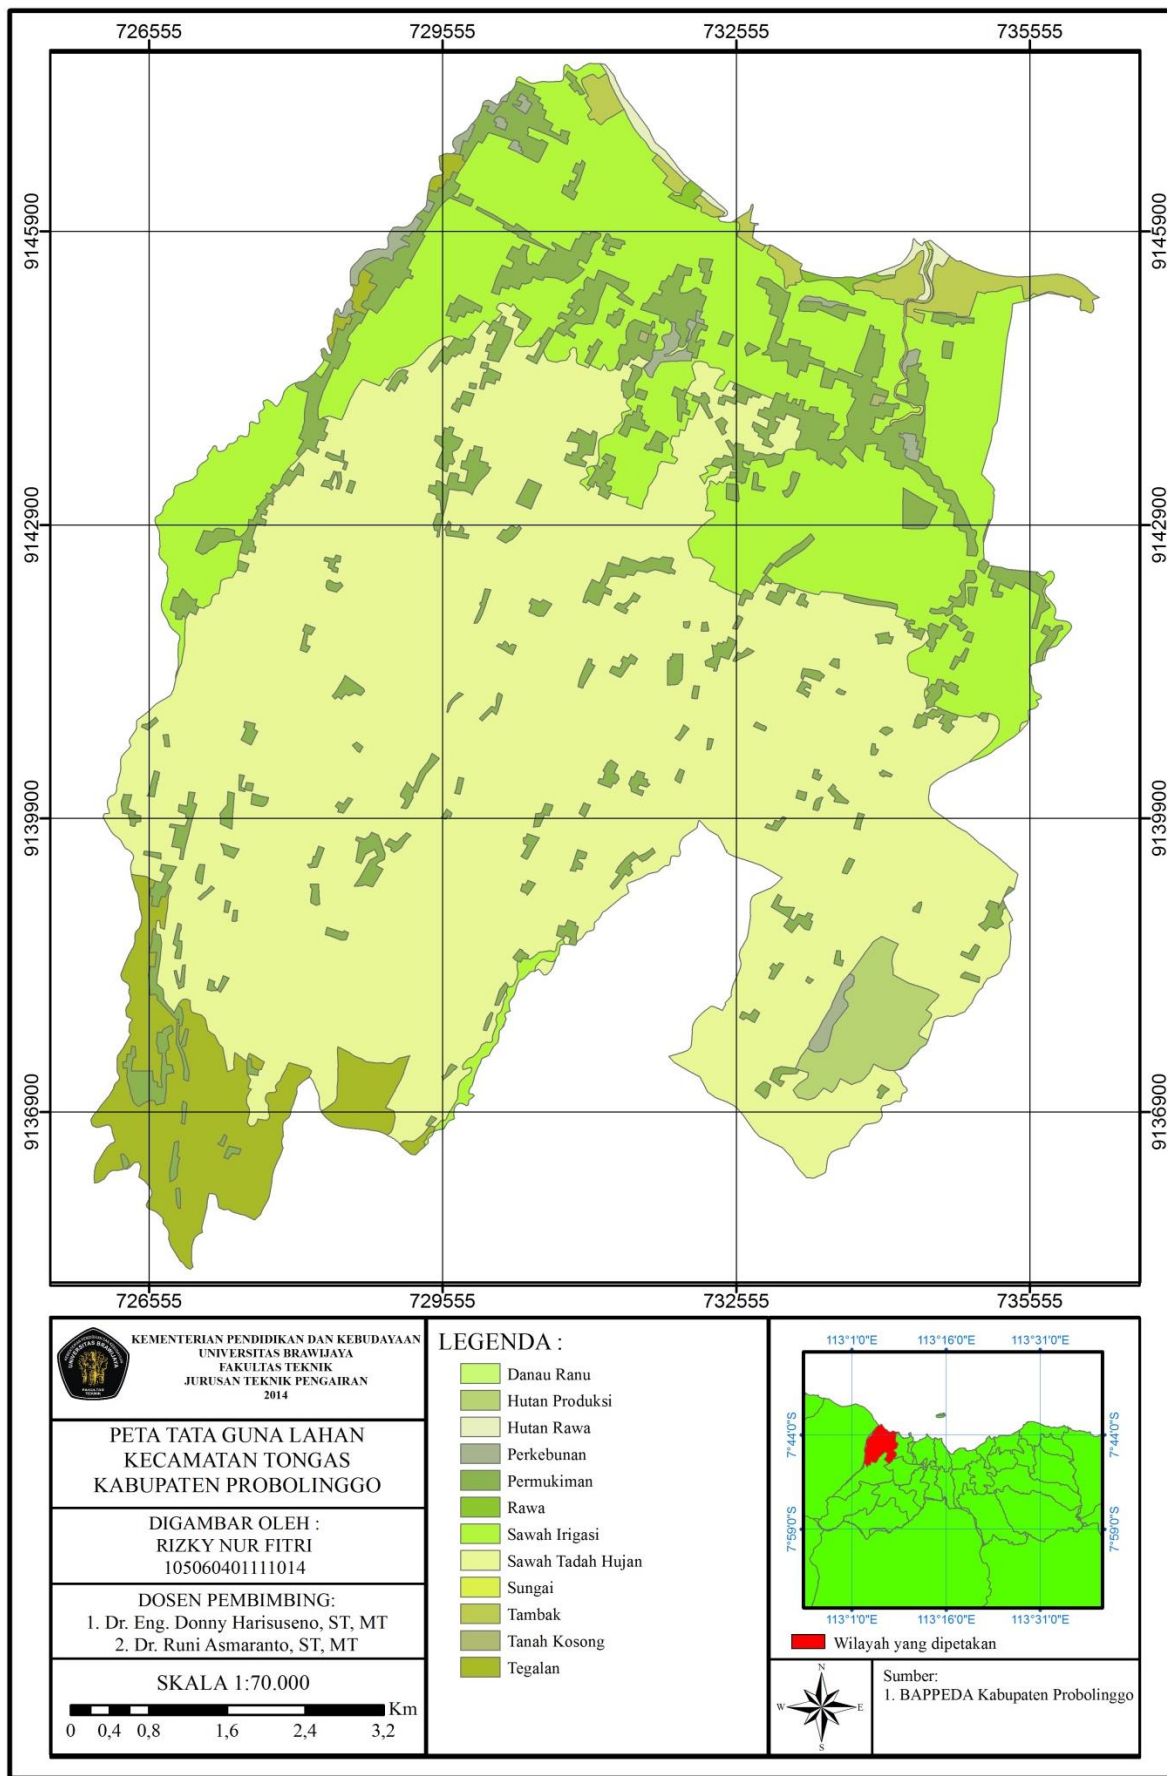 726555 729555 732555 735555
9145900 9145900
9142900 9142900
9139900 9139900
9136900 9136900
726555 729555 732555 735555
UNIVERSITAS BRAWIJAYA
FAKULTAS
TEKNIK
KEMENTERIAN PENDIDIKAN DAN KEBUDAYAAN
UNIVERSITAS BRAWIJAYA
FAKULTAS TEKNIK
JURUSAN TEKNIK PENGAIRAN
2014
PETA TATA GUNA LAHAN
KECAMATAN TONGAS
KABUPATEN PROBOLINGGO
DIGAMBAR OLEH :
RIZKY NUR FITRI
105060401111014
DOSEN PEMBIMBING:
1. Dr. Eng. Donny Harisuseno, ST, MT
2. Dr. Runi Asmaranto, ST, MT
SKALA 1:70.000
Km
0 0,4 0,8 1,6 2,4 3,2
LEGENDA :
Danau Ranu
Hutan Produksi
Hutan Rawa
Perkebunan
Permukiman
Rawa
Sawah Irigasi
Sawah Tadah Hujan
Sungai
Tambak
Tanah Kosong
Tegalan
113°1'0"E 113°16'0"E 113°31'0"E
7°44'0"S 7°44'0"S
7°59'0"S 7°59'0"S
113°1'0"E 113°16'0"E 113°31'0"E
Wilayah yang dipetakan
N
W E
S
Sumber:
1. BAPPEDA Kabupaten Probolinggo